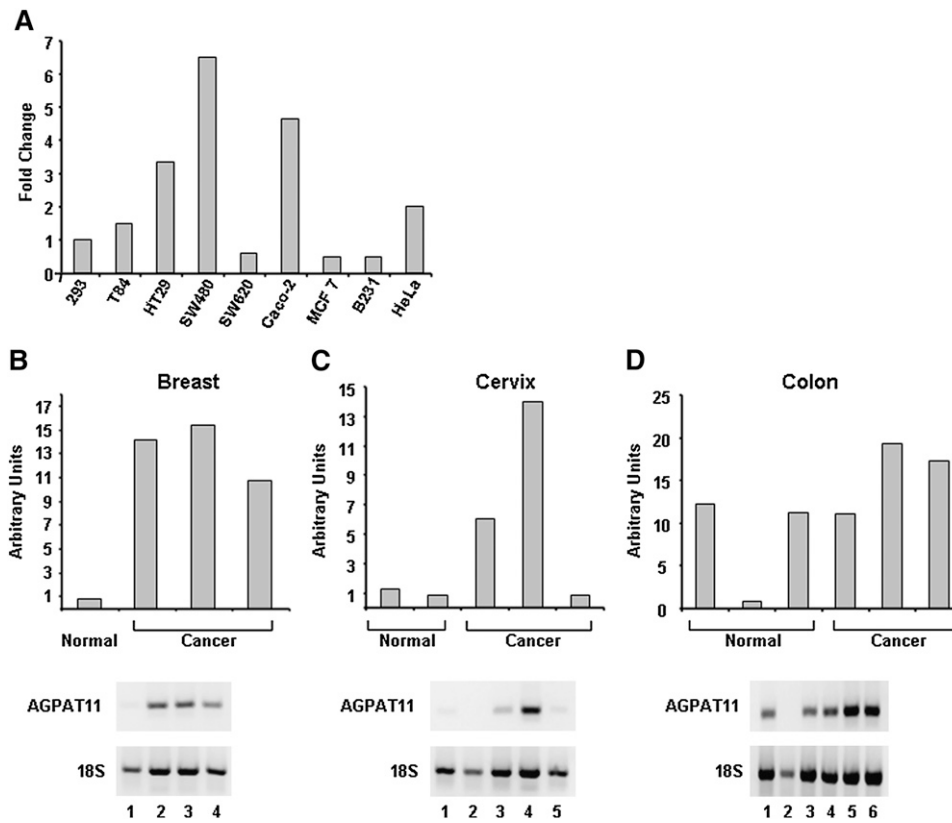 A
Fold Change
7
6
5
4
3
2
1
0
293 T84 HT29 SW480 SW620 Caco-2 MCF 7 B231 HeLa
B
Breast
Arbitrary Units
17
15
13
11
9
7
5
3
1
Normal Cancer
AGPAT11
18S
1 2 3 4
C
Cervix
Arbitrary Units
15
13
11
9
7
5
3
1
Normal Cancer
AGPAT11
18S
1 2 3 4 5
D
Colon
Arbitrary Units
25
20
15
10
5
0
Normal Cancer
AGPAT11
18S
1 2 3 4 5 6